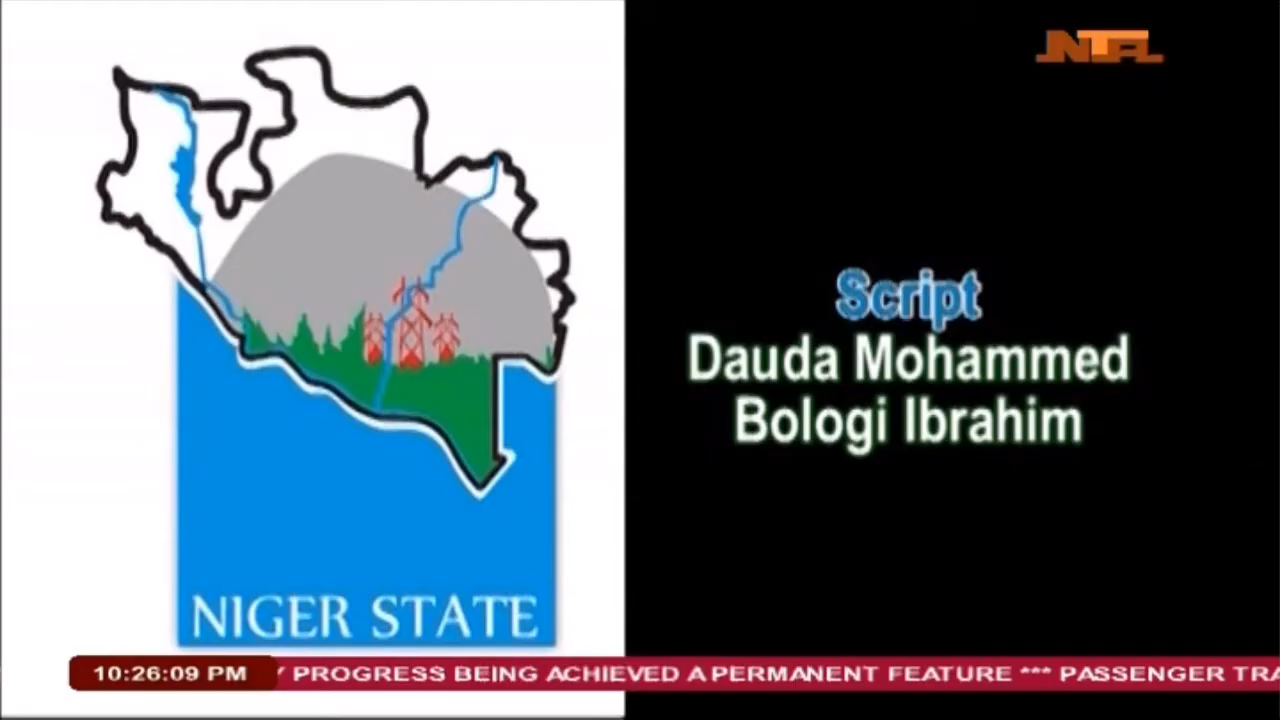 NTA
Script
Dauda Mohammed
Bologi Ibrahim
NIGER STATE
10:26:09 PM
PROGRESS BEING ACHIEVED A PERMANENT FEATURE *** PASSENGER